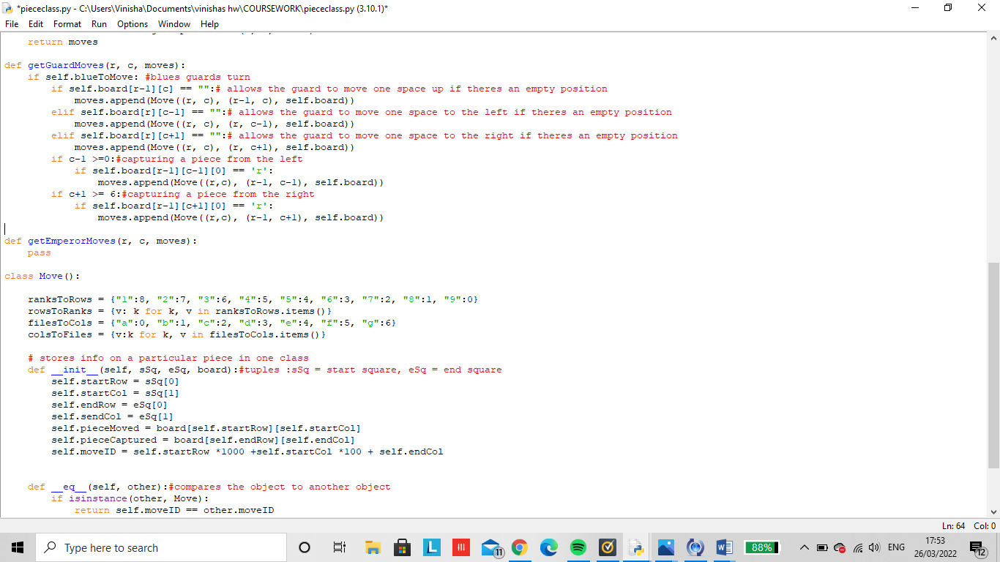 *piececlass.py - C:\Users\Vinisha\Documents\vinishas hw\COURSEWORK\piececlass.py (3.10.1)*
File Edit Format Run Options Window Help
    return moves

def getGuardMoves(r, c, moves):
    if self.blueToMove: #blues guards turn
        if self.board[r-1][c] == "":# allows the guard to move one space up if theres an empty position
            moves.append(Move((r, c), (r-1, c), self.board))
        elif self.board[r][c-1] == "":# allows the guard to move one space to the left if theres an empty position
            moves.append(Move((r, c), (r, c-1), self.board))
        elif self.board[r][c+1] == "":# allows the guard to move one space to the right if theres an empty position
            moves.append(Move((r, c), (r, c+1), self.board))
        if c-1 >=0:#capturing a piece from the left
            if self.board[r-1][c-1][0] == 'r':
                moves.append(Move((r,c), (r-1, c-1), self.board))
        if c+1 >= 6:#capturing a piece from the right
            if self.board[r-1][c+1][0] == 'r':
                moves.append(Move((r,c), (r-1, c+1), self.board))

def getEmperorMoves(r, c, moves):
    pass

class Move():

    ranksToRows = {"1":8, "2":7, "3":6, "4":5, "5":4, "6":3, "7":2, "8":1, "9":0}
    rowsToRanks = {v: k for k, v in ranksToRows.items()}
    filesToCols = {"a":0, "b":1, "c":2, "d":3, "e":4, "f":5, "g":6}
    colsToFiles = {v:k for k, v in filesToCols.items()}

    # stores info on a particular piece in one class
    def __init__(self, sSq, eSq, board):#tuples :sSq = start square, eSq = end square
        self.startRow = sSq[0]
        self.startCol = sSq[1]
        self.endRow = eSq[0]
        self.sendCol = eSq[1]
        self.pieceMoved = board[self.startRow][self.startCol]
        self.pieceCaptured = board[self.endRow][self.endCol]
        self.moveID = self.startRow *1000 +self.startCol *100 + self.endCol

    def __eq__(self, other):#compares the object to another object
        if isinstance(other, Move):
            return self.moveID == other.moveID
Ln: 64 Col: 0
Type here to search
11
88%
ENG
17:53
26/03/2022
12